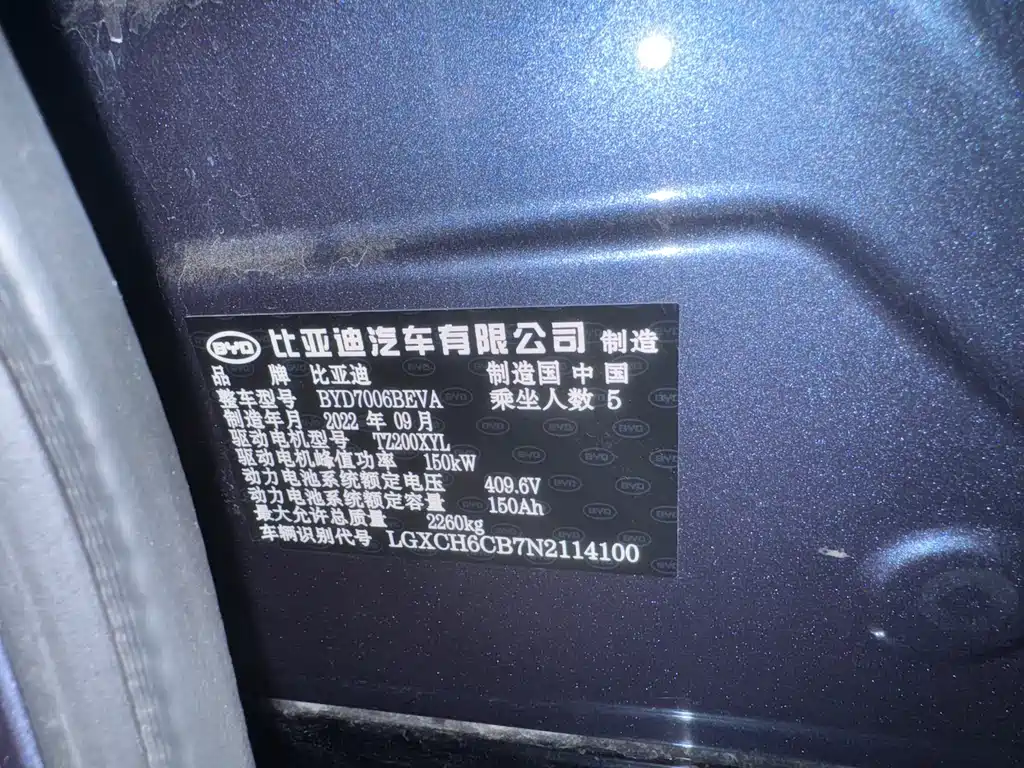 BYD 比亚迪汽车有限公司 制造
品 牌 比亚迪 制造国 中国
整车型号 BYD7006BEVA 乘坐人数 5
制造年月 2022 年 09 月
驱动电机型号 TZ200XYL
驱动电机峰值功率 150kW
动力电池系统额定电压 409.6V
动力电池系统额定容量 150Ah
最大允许总质量 2260kg
车辆识别代号 LGXCH6CB7N2114100